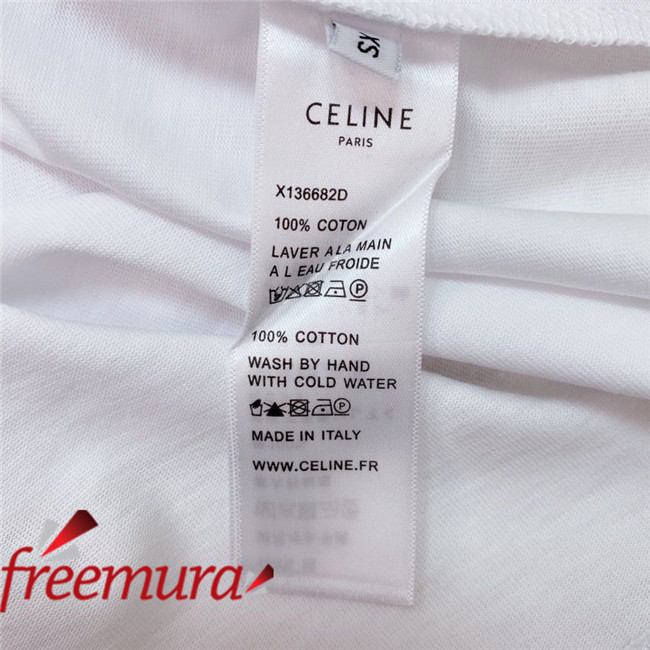 XS
CELINE
PARIS
X136682D
100% COTON
LAVER A LA MAIN
A L EAU FROIDE
P
100% COTTON
WASH BY HAND
WITH COLD WATER
P
MADE IN ITALY
WWW.CELINE.FR
freemura